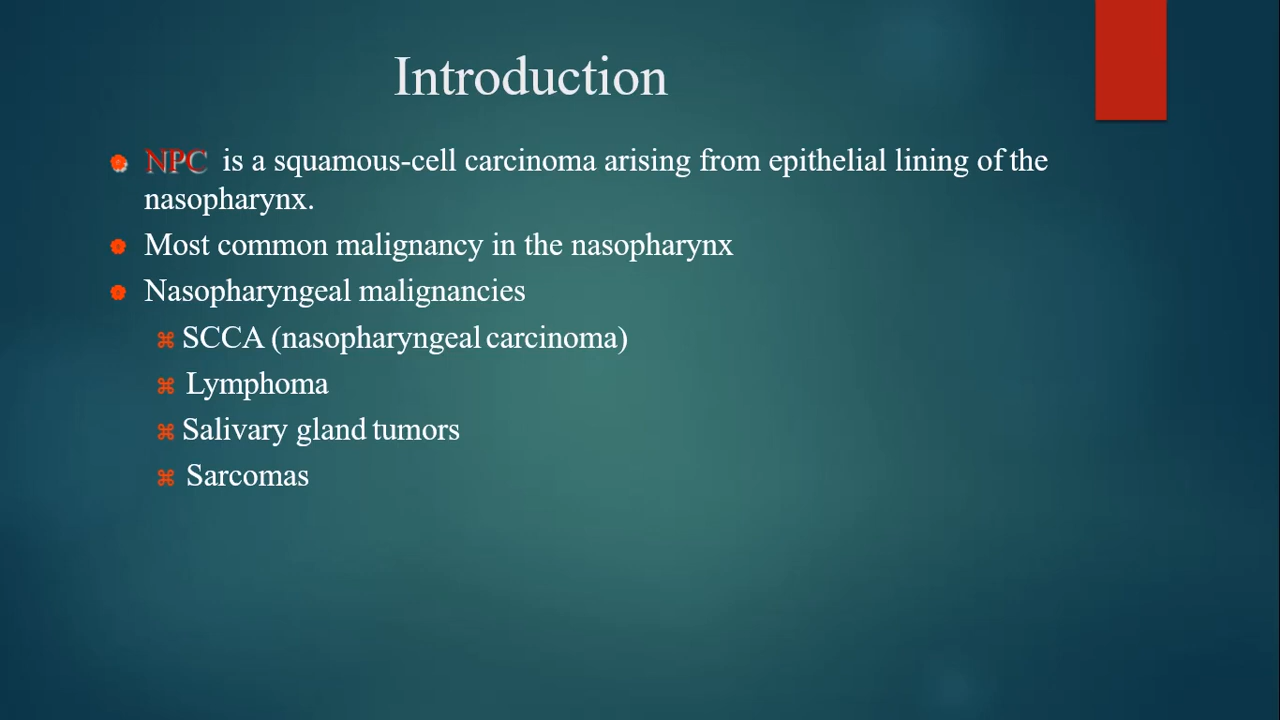 Introduction
NPC is a squamous-cell carcinoma arising from epithelial lining of the
nasopharynx.
Most common malignancy in the nasopharynx
Nasopharyngeal malignancies
SCCA (nasopharyngeal carcinoma)
Lymphoma
Salivary gland tumors
Sarcomas